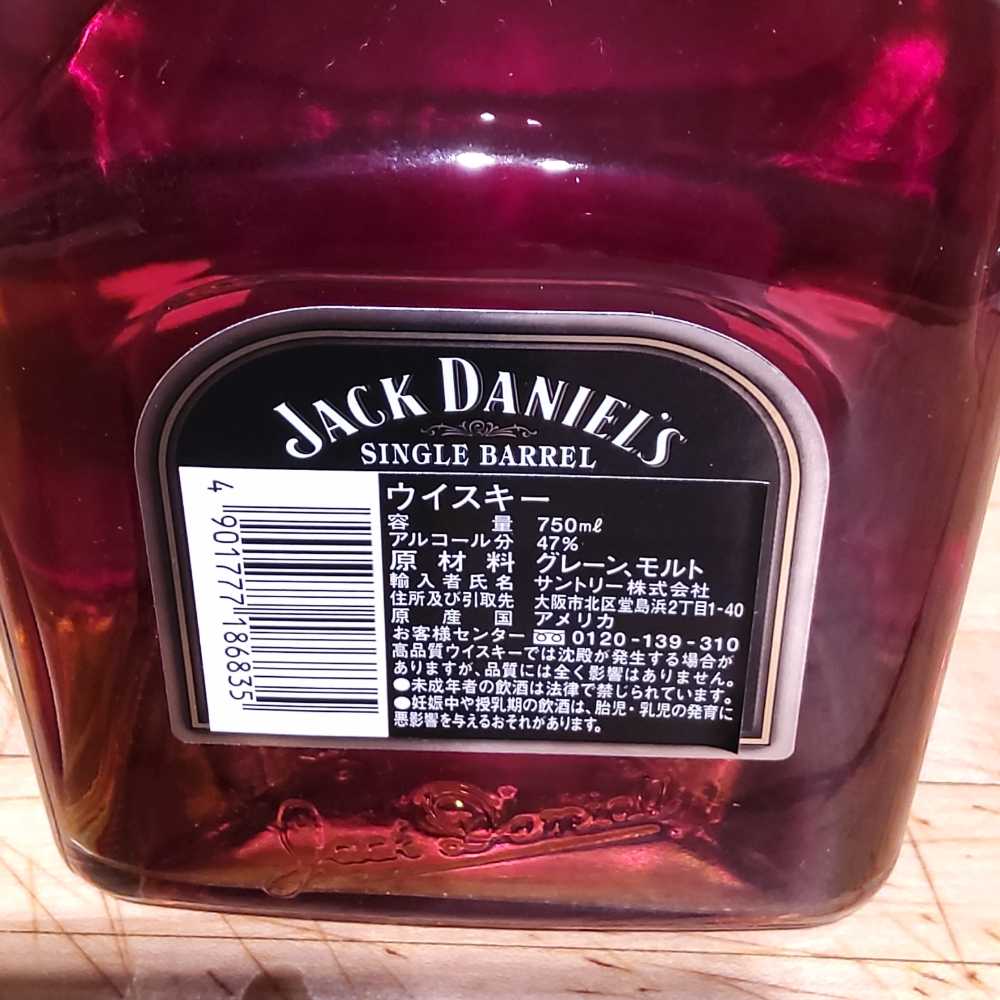 JACK DANIEL'S
SINGLE BARREL
ウイスキー
容量 750mℓ
アルコール分 47%
原材料 グレーン、モルト
輸入者氏名 サントリー株式会社
住所及び引取先 大阪市北区堂島浜2丁目1-40
原産国 アメリカ
お客様センター 0120-139-310
高品質ウイスキーでは沈殿が発生する場合が
ありますが、品質には全く影響はありません。
●未成年者の飲酒は法律で禁じられています。
●妊娠中や授乳期の飲酒は、胎児・乳児の発育に
悪影響を与えるおそれがあります。
4 901777 186835
Jack Daniel's